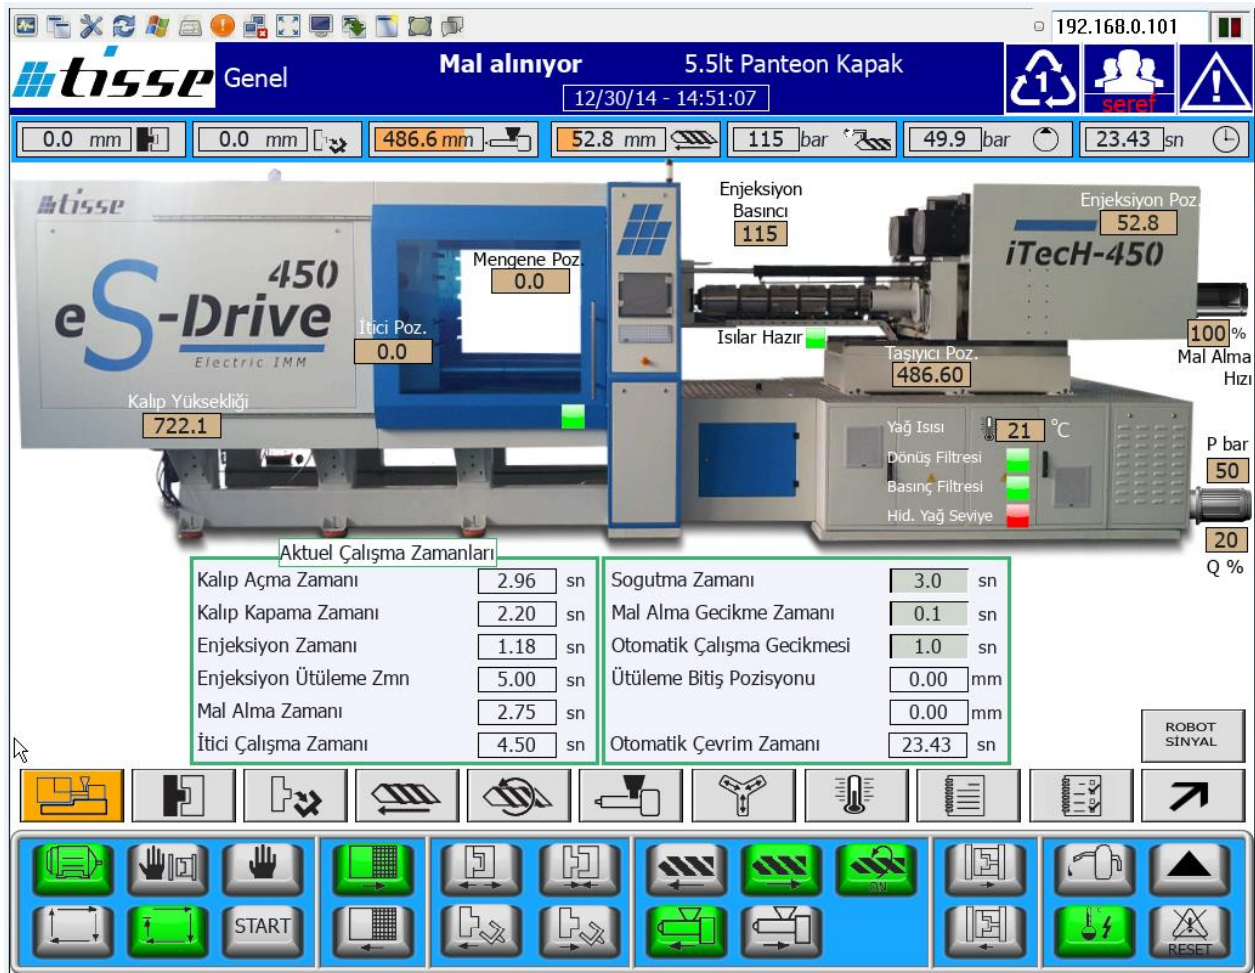 192.168.0.101
tisse Genel Mal alınıyor 5.5lt Panteon Kapak
12/30/14 - 14:51:07
1
seref
0.0 mm 0.0 mm 486.6 mm 52.8 mm 115 bar 49.9 bar 23.43 sn
tisse
Enjeksiyon
Basıncı
115
Enjeksiyon Poz.
52.8
iTecH-450
450
eS-Drive
Electric IMM
Mengene Poz.
0.0
İtici Poz.
0.0
Isılar Hazır
Taşıyıcı Poz.
486.60
100 %
Mal Alma
Hızı
Kalıp Yüksekliği
722.1
Yağ Isısı 21 °C
Dönüş Filtresi
Basınç Filtresi
Hid. Yağ Seviye
P bar
50
20
Q %
Aktuel Çalışma Zamanları
Kalıp Açma Zamanı 2.96 sn
Kalıp Kapama Zamanı 2.20 sn
Enjeksiyon Zamanı 1.18 sn
Enjeksiyon Ütüleme Zmn 5.00 sn
Mal Alma Zamanı 2.75 sn
İtici Çalışma Zamanı 4.50 sn
Sogutma Zamanı 3.0 sn
Mal Alma Gecikme Zamanı 0.1 sn
Otomatik Çalışma Gecikmesi 1.0 sn
Ütüleme Bitiş Pozisyonu 0.00 mm
0.00 mm
Otomatik Çevrim Zamanı 23.43 sn
ROBOT
SİNYAL
ON
START
RESET